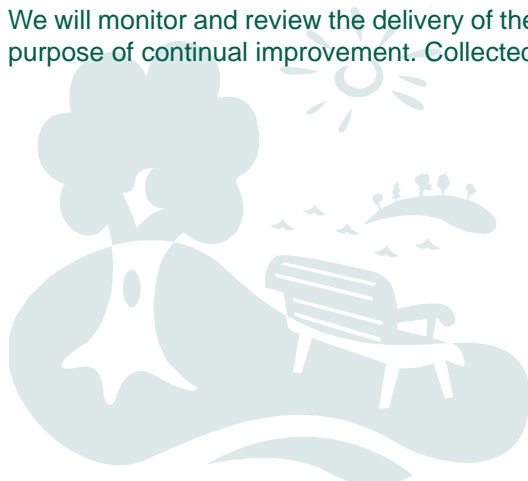 We will monitor and review the delivery of the
purpose of continual improvement. Collected